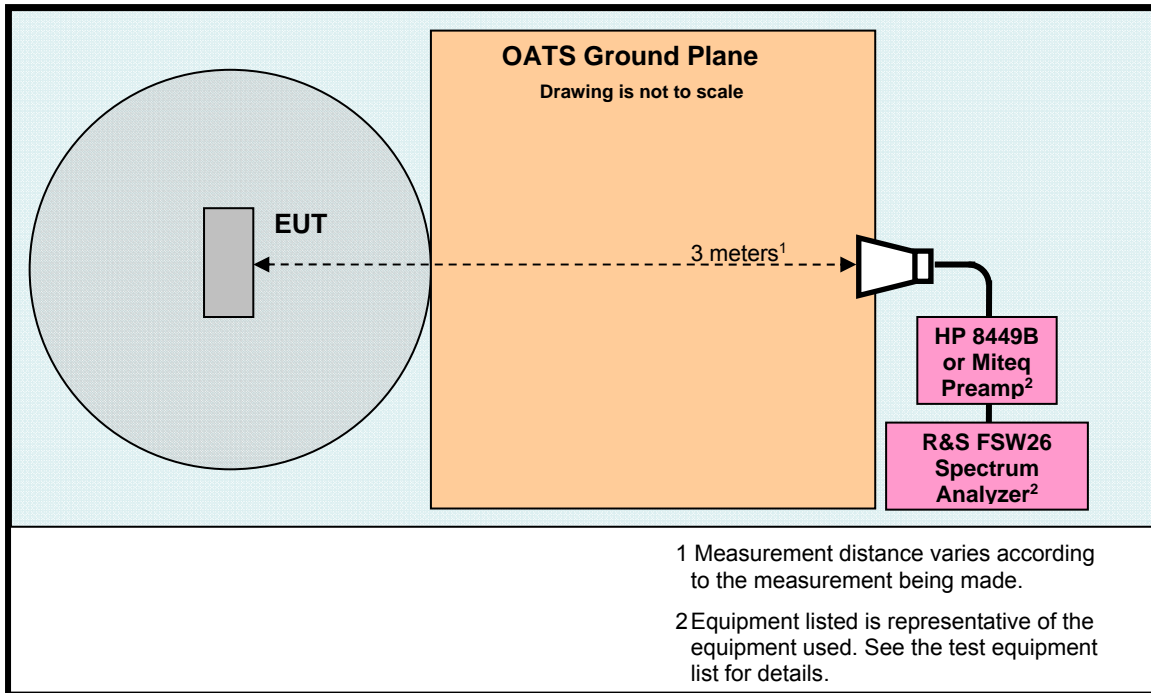 OATS Ground Plane
Drawing is not to scale
EUT
3 meters¹
HP 8449B
or Miteq
Preamp²
R&S FSW26
Spectrum
Analyzer²
1 Measurement distance varies according
to the measurement being made.
2 Equipment listed is representative of the
equipment used. See the test equipment
list for details.